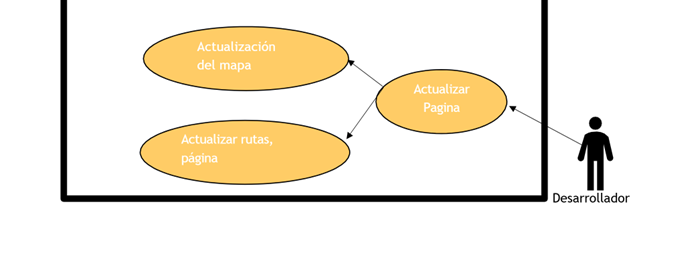 Actualización
del mapa
Actualizar
Pagina
Actualizar rutas,
página
Desarrollador